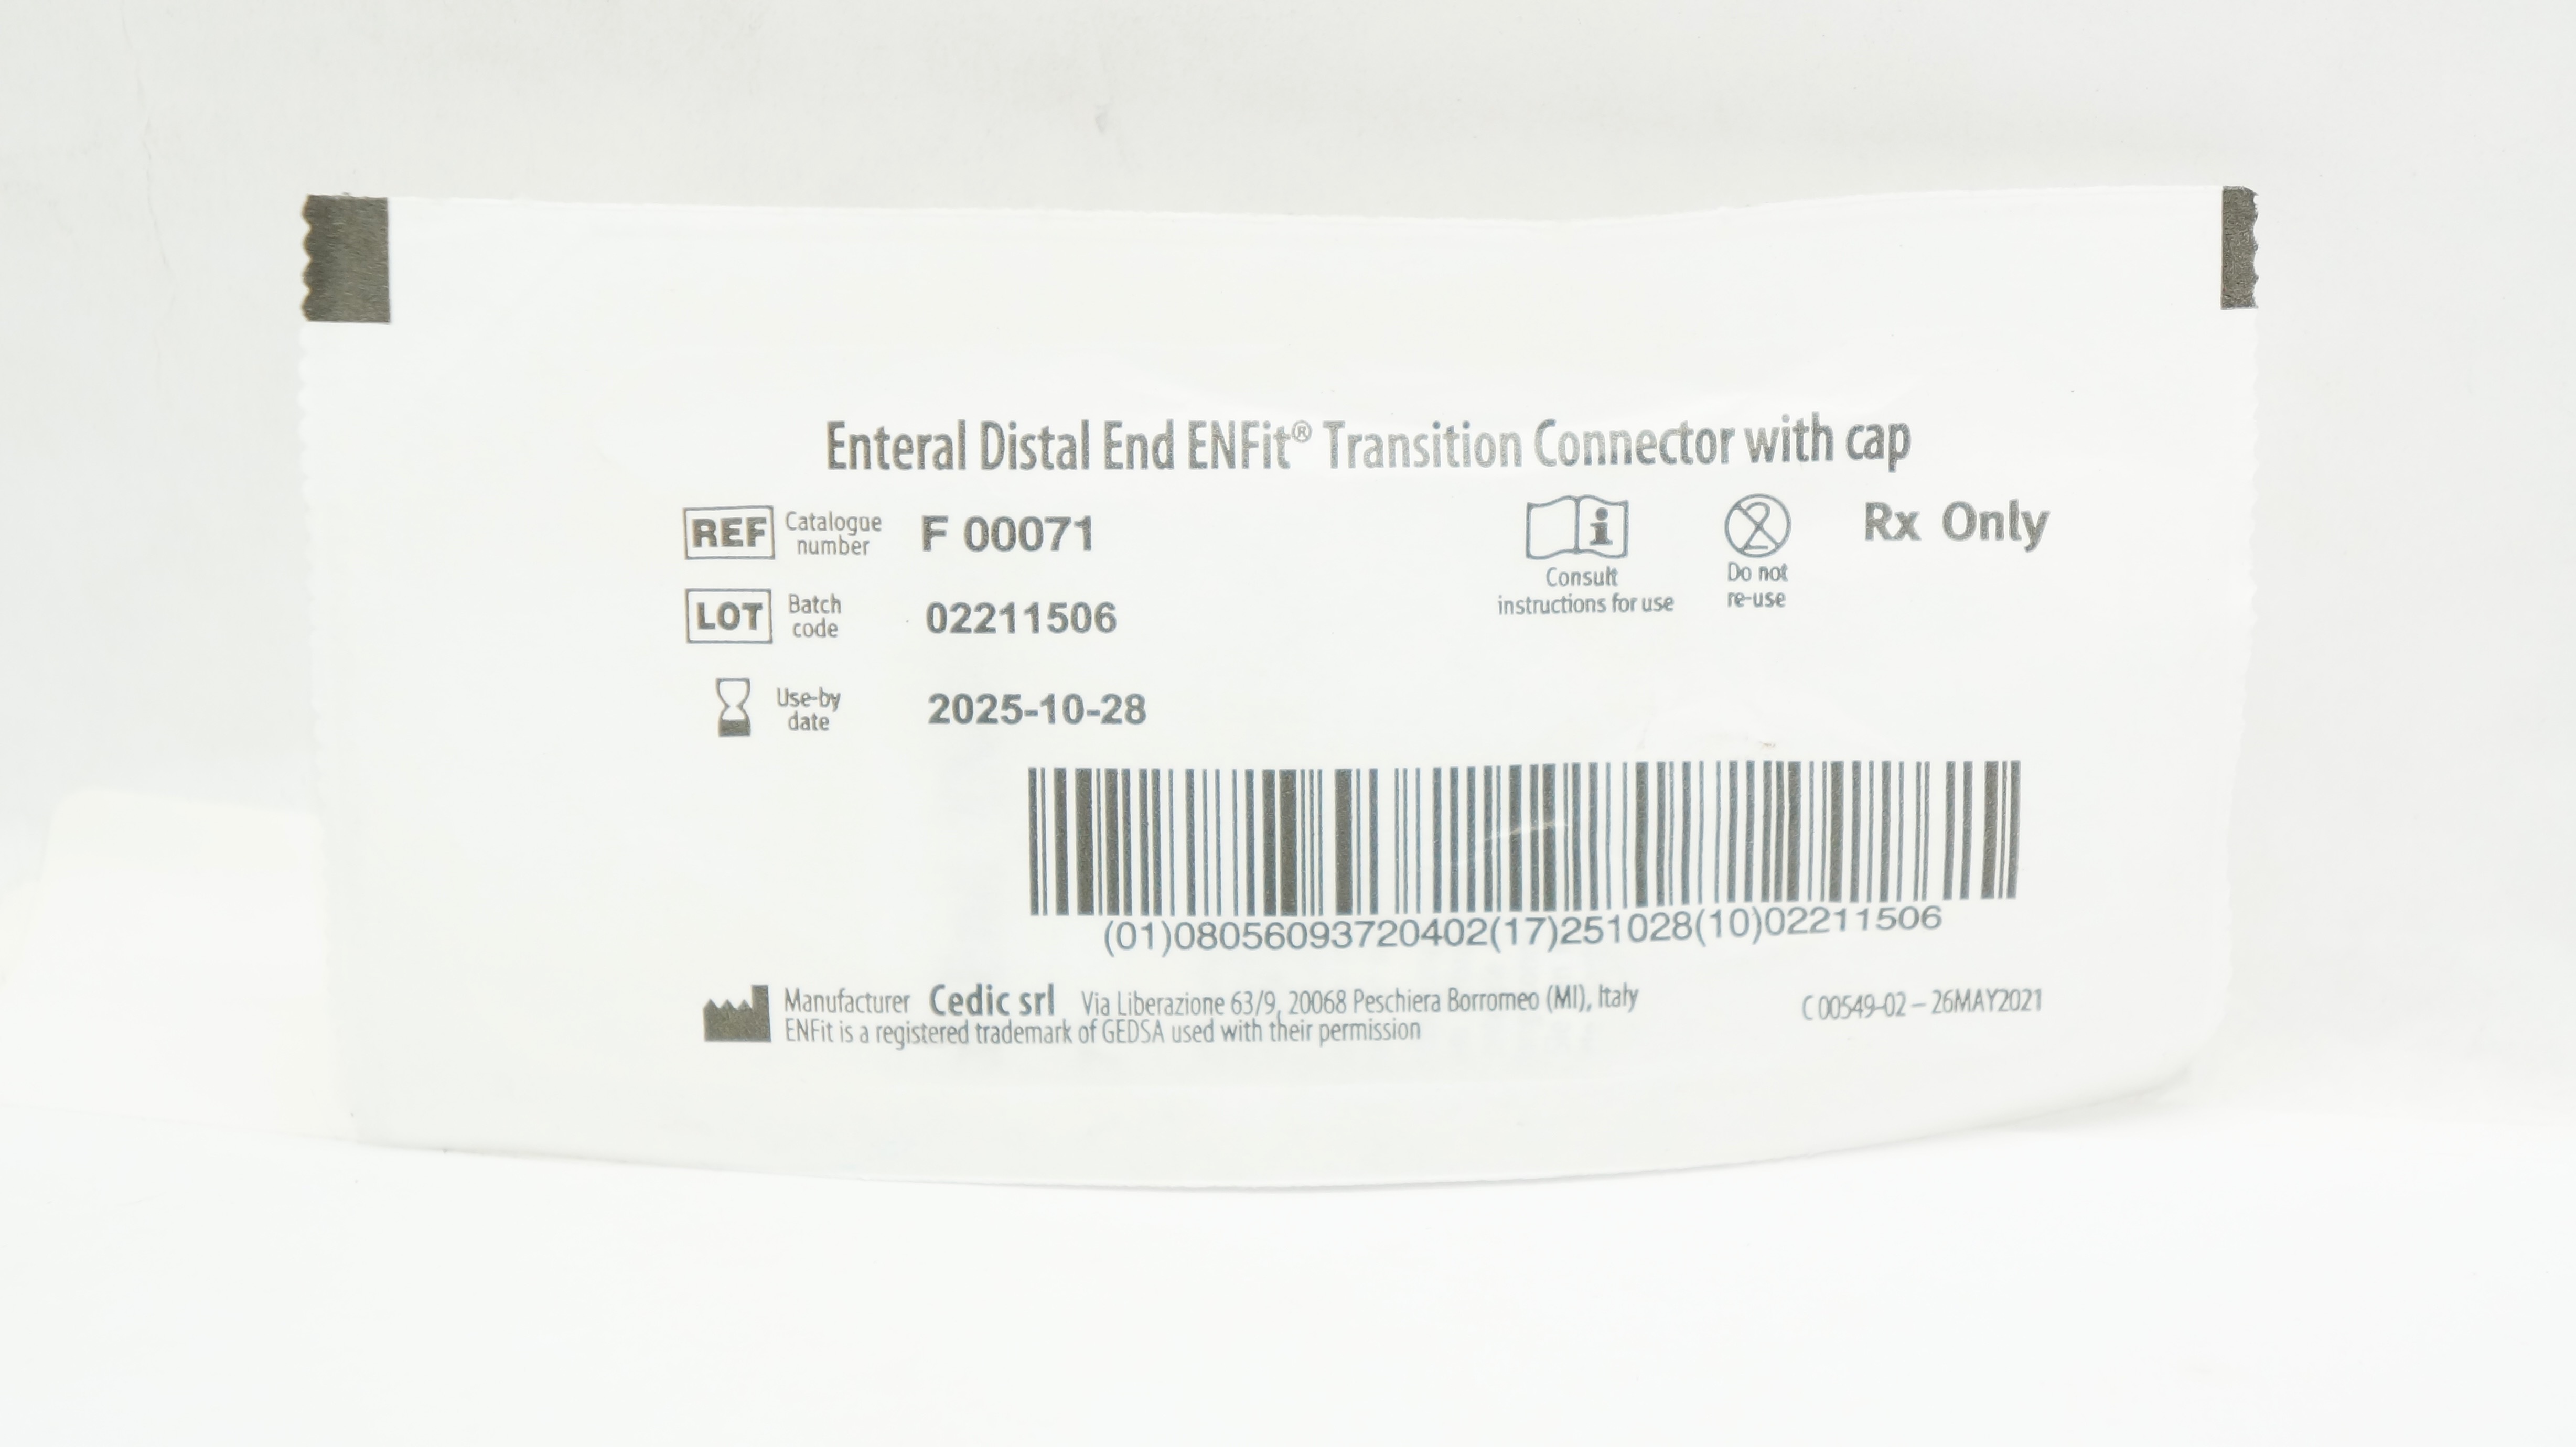 Enteral Distal End ENFit® Transition Connector with cap
REF Catalogue number F 00071
Consult instructions for use
Do not re-use
Rx Only
LOT Batch code 02211506
Use-by date 2025-10-28
(01)08056093720402(17)251028(10)02211506
Manufacturer Cedic srl Via Liberazione 63/9, 20068 Peschiera Borromeo (MI), Italy
ENFit is a registered trademark of GEDSA used with their permission
C 00549-02 – 26MAY2021